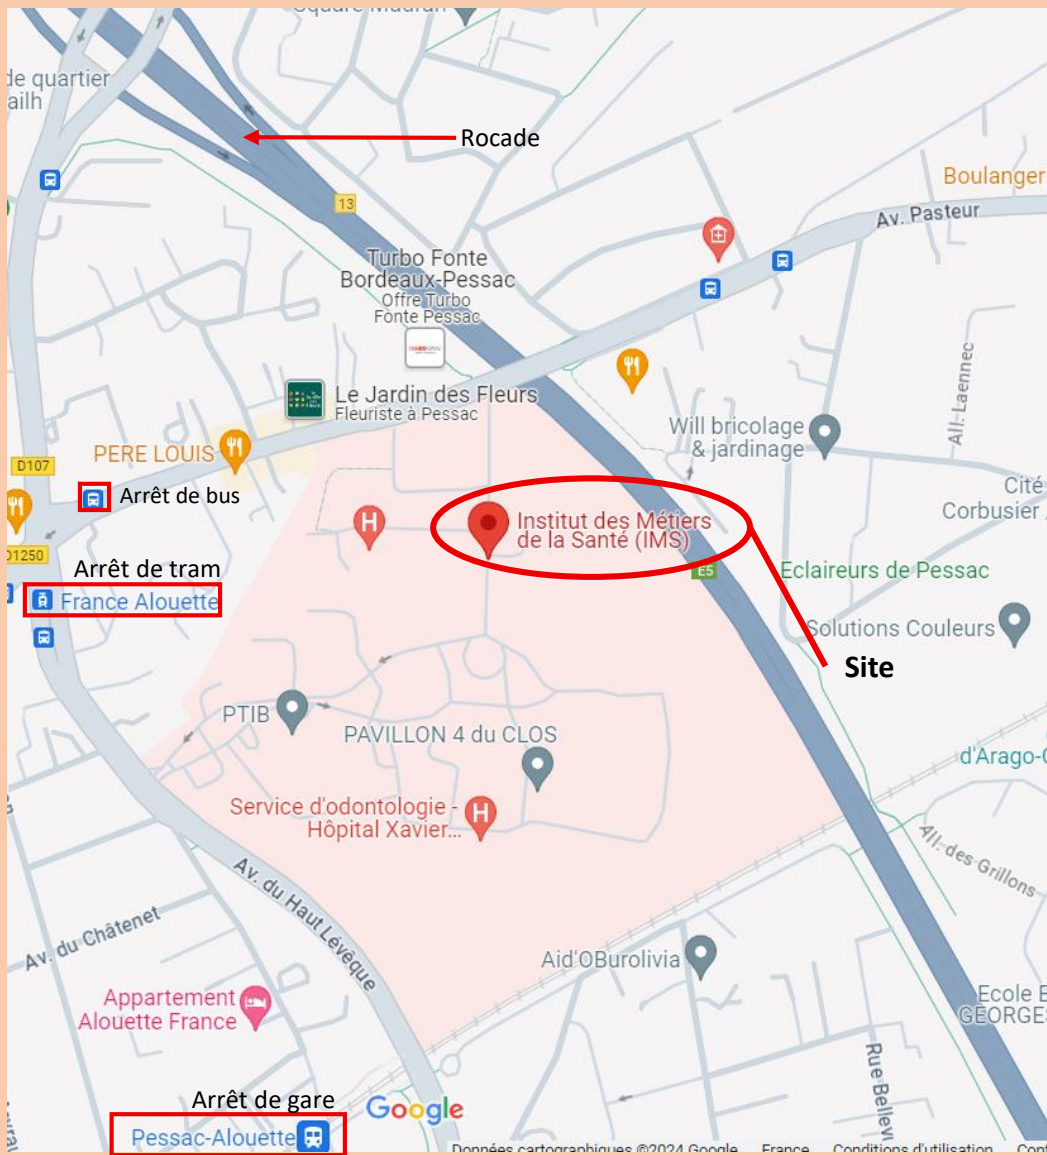 Square Madran
de quartier
ailh
Rocade
13
Boulanger
Av. Pasteur
Turbo Fonte
Bordeaux-Pessac
Offre Turbo
Fonte Pessac
Le Jardin des Fleurs
Fleuriste à Pessac
All. Laennec
Will bricolage
& jardinage
PERE LOUIS
D107
Arrêt de bus
H
Institut des Métiers
de la Santé (IMS)
Cité
Corbusier
D1250
Arrêt de tram
France Alouette
E5
Eclaireurs de Pessac
Solutions Couleurs
Site
PTIB
PAVILLON 4 du CLOS
d'Arago-
Service d'odontologie -
Hôpital Xavier...
H
All. des Grillons
Av. du Haut Lévêque
Av. du Châtenet
Aid'OBurolivia
Appartement
Alouette France
Ecole E
GEORGES
Rue Bellev
Arrêt de gare
Google
Pessac-Alouette
Données cartographiques ©2024 Google France Conditions d'utilisation Conf